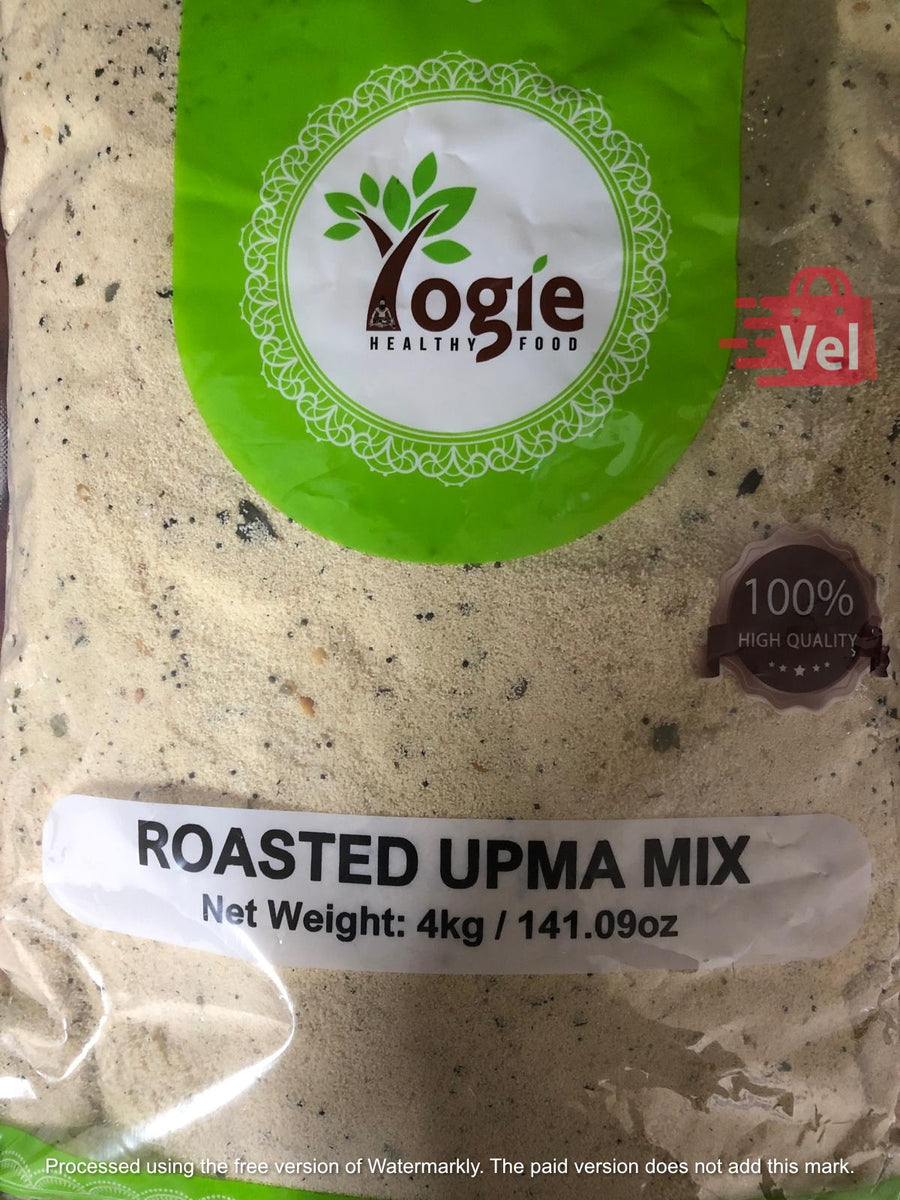 Yogie
HEALTHY FOOD
Vel
100%
HIGH QUALITY
ROASTED UPMA MIX
Net Weight: 4kg / 141.09oz
Processed using the free version of Watermarkly. The paid version does not add this mark.